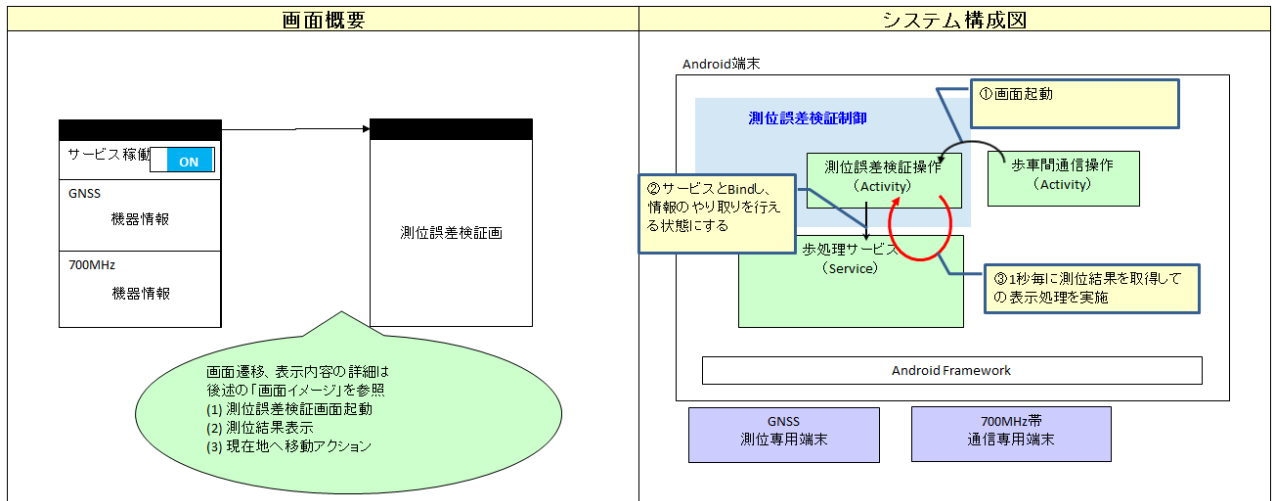 画面概要
サービス稼働
ON
GNSS
機器情報
700MHz
機器情報
測位誤差検証画
画面遷移、表示内容の詳細は
後述の「画面イメージ」を参照
(1) 測位誤差検証画面起動
(2) 測位結果表示
(3) 現在地へ移動アクション
システム構成図
Android端末
①画面起動
測位誤差検証制御
測位誤差検証操作
(Activity)
歩車間通信操作
(Activity)
②サービスとBindし、
情報のやり取りを行え
る状態にする
歩処理サービス
(Service)
③1秒毎に測位結果を取得して
の表示処理を実施
Android Framework
GNSS
測位専用端末
700MHz帯
通信専用端末